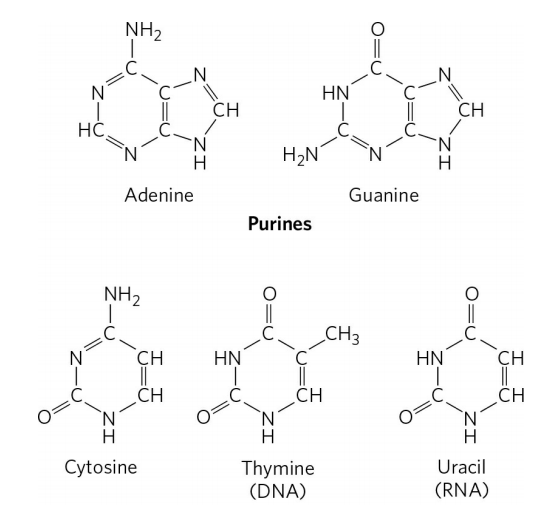 NH2
C
N
N
C
CH
HC
C
N
N
H
Adenine
O
C
N
HN
C
CH
C
C
H2N
N
N
H
Guanine
Purines
NH2
C
N
CH
C
CH
O
N
H
Cytosine
O
C
CH3
HN
C
C
CH
O
N
H
Thymine
(DNA)
O
C
HN
CH
C
CH
O
N
H
Uracil
(RNA)